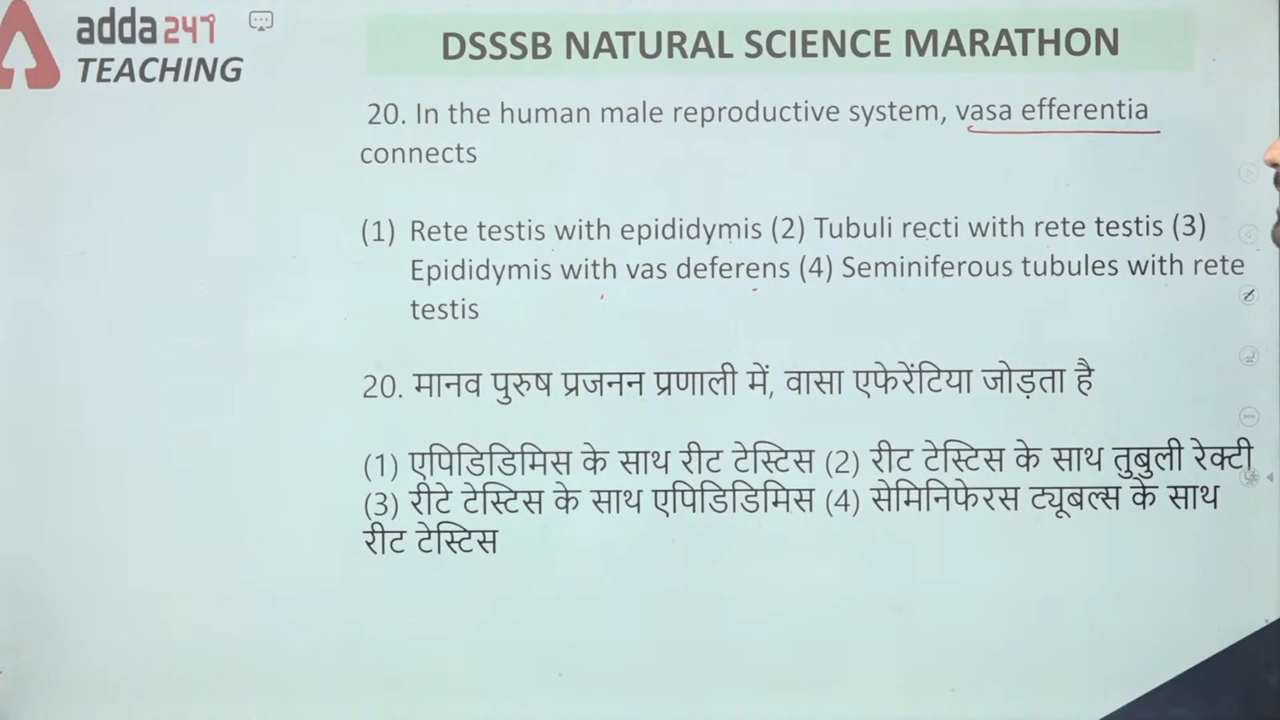 adda247
TEACHING
DSSSB NATURAL SCIENCE MARATHON
20. In the human male reproductive system, vasa efferentia
connects
(1) Rete testis with epididymis (2) Tubuli recti with rete testis (3)
Epididymis with vas deferens (4) Seminiferous tubules with rete
testis
20. मानव पुरुष प्रजनन प्रणाली में, वासा एफेरेंटिया जोड़ता है
(1) एपिडिडिमिस के साथ रीट टेस्टिस (2) रीट टेस्टिस के साथ तुबुली रेक्टी
(3) रीटे टेस्टिस के साथ एपिडिडिमिस (4) सेमिनिफेरस ट्यूबल्स के साथ
रीट टेस्टिस